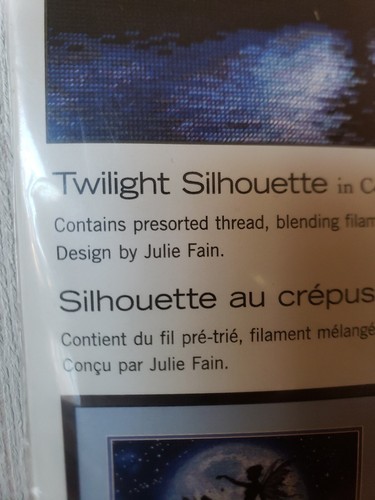 Twilight Silhouette in
Contains presorted thread, blending
Design by Julie Fain.
Silhouette au
Contient du fil pré-trié, filament mélangé
Conçu par Julie Fain.